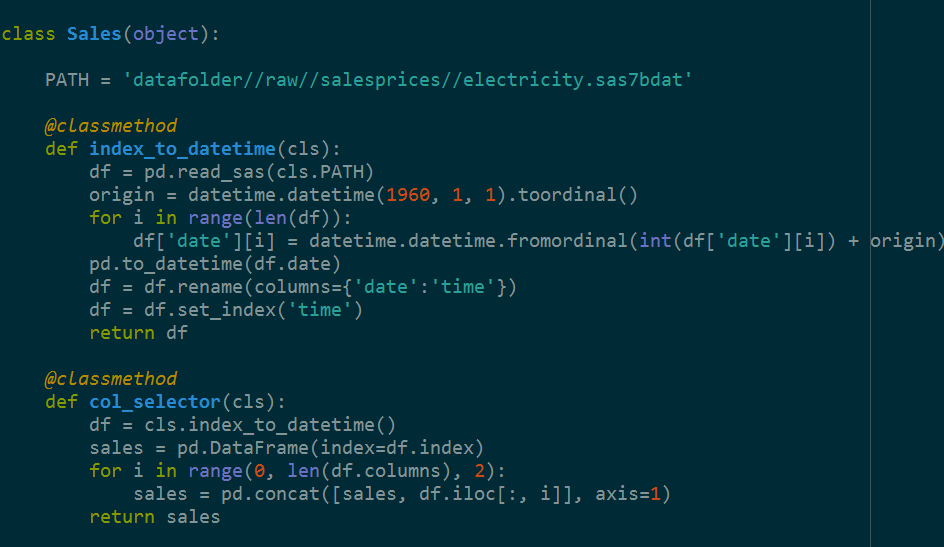 class Sales(object):
PATH = 'datafolder//raw//salesprices//electricity.sas7bdat'
@classmethod
def index_to_datetime(cls):
df = pd.read_sas(cls.PATH)
origin = datetime.datetime(1960, 1, 1).toordinal()
for i in range(len(df)):
df['date'][i] = datetime.datetime.fromordinal(int(df['date'][i]) + origin)
pd.to_datetime(df.date)
df = df.rename(columns={'date':'time'})
df = df.set_index('time')
return df
@classmethod
def col_selector(cls):
df = cls.index_to_datetime()
sales = pd.DataFrame(index=df.index)
for i in range(0, len(df.columns), 2):
sales = pd.concat([sales, df.iloc[:, i]], axis=1)
return sales